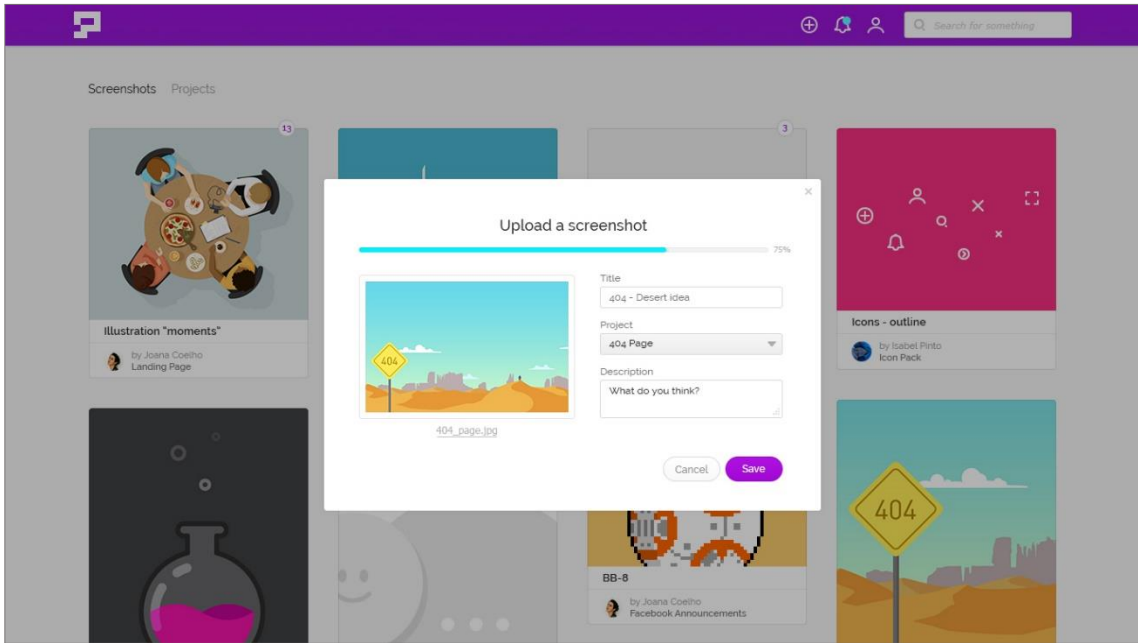 Search for something
Screenshots Projects
13
3
Upload a screenshot
75%
Title
404 - Desert idea
Project
404 Page
Description
What do you think?
404
404_page.jpg
Cancel Save
Illustration "moments"
by Joana Coelho
Landing Page
Icons - outline
by Isabel Pinto
Icon Pack
BB-8
by Joana Coelho
Facebook Announcements
404